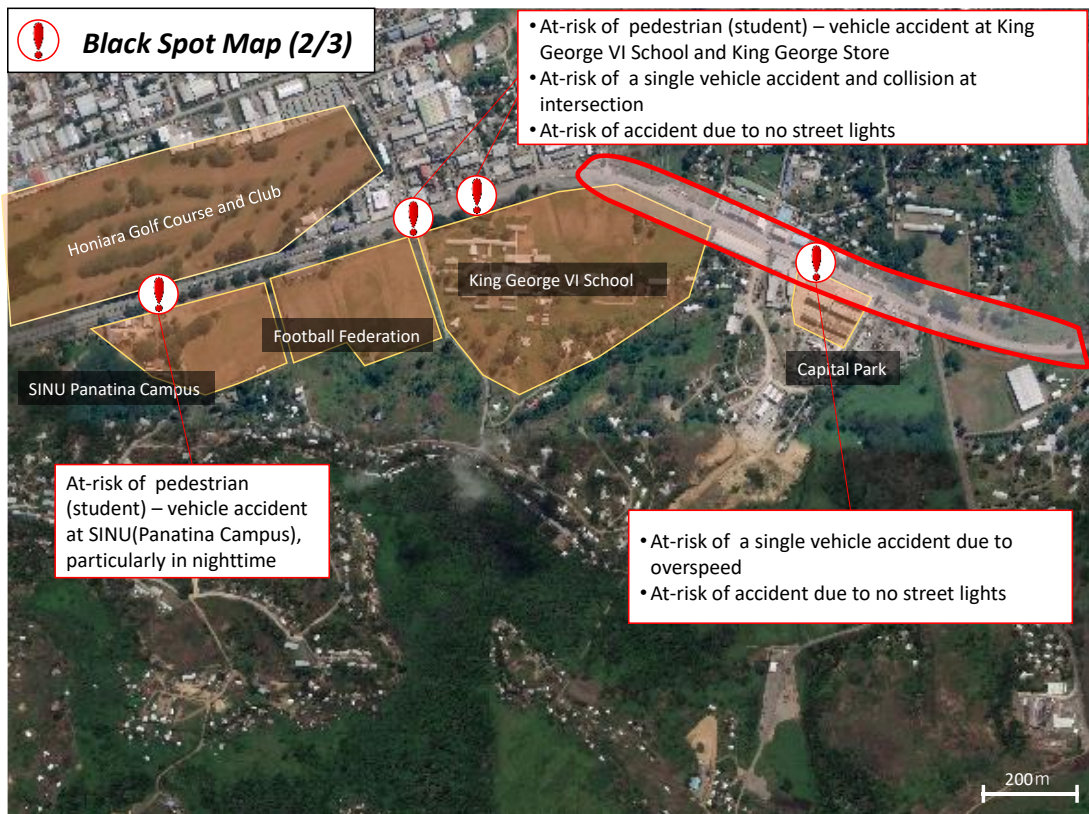 Black Spot Map (2/3)
• At-risk of pedestrian (student) – vehicle accident at King
George VI School and King George Store
• At-risk of a single vehicle accident and collision at
intersection
• At-risk of accident due to no street lights
Honiara Golf Course and Club
King George VI School
Football Federation
SINU Panatina Campus
Capital Park
At-risk of pedestrian
(student) – vehicle accident
at SINU(Panatina Campus),
particularly in nighttime
• At-risk of a single vehicle accident due to
overspeed
• At-risk of accident due to no street lights
200m